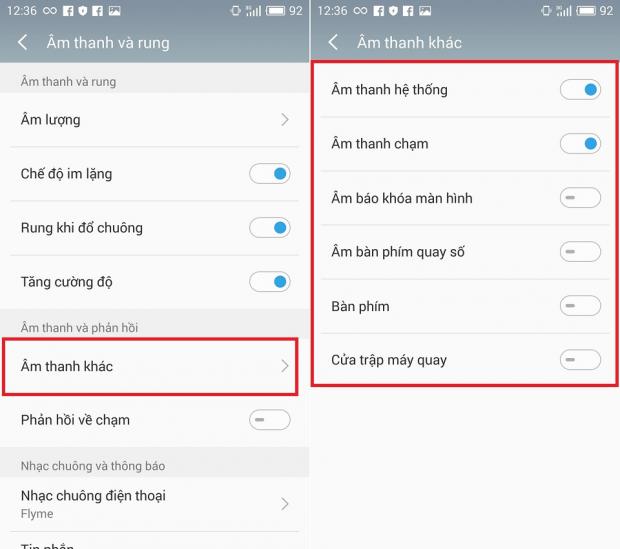 12:36
92
Âm thanh và rung
Âm thanh và rung
Âm lượng
Chế độ im lặng
Rung khi đổ chuông
Tăng cường độ
Âm thanh và phản hồi
Âm thanh khác
Phản hồi về chạm
Nhạc chuông và thông báo
Nhạc chuông điện thoại
Flyme
Tin nhắn
12:36
92
Âm thanh khác
Âm thanh hệ thống
Âm thanh chạm
Âm báo khóa màn hình
Âm bàn phím quay số
Bàn phím
Cửa trập máy quay